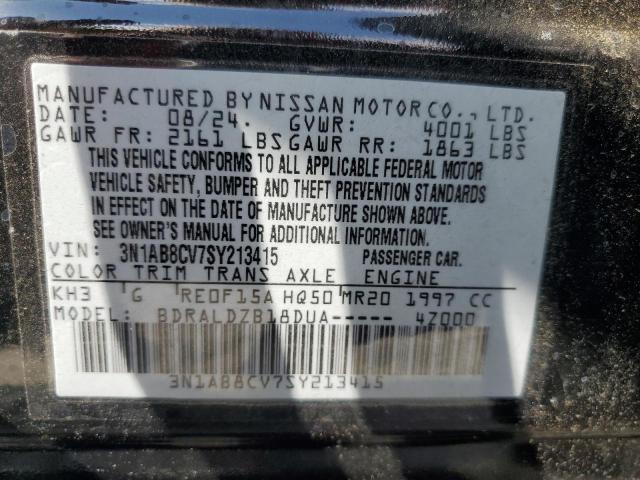 MANUFACTURED BY NISSAN MOTOR CO., LTD.
DATE: 08/24. GVWR: 4001 LBS
GAWR FR: 2161 LBS GAWR RR: 1863 LBS
THIS VEHICLE CONFORMS TO ALL APPLICABLE FEDERAL MOTOR
VEHICLE SAFETY, BUMPER AND THEFT PREVENTION STANDARDS
IN EFFECT ON THE DATE OF MANUFACTURE SHOWN ABOVE.
SEE OWNER'S MANUAL FOR ADDITIONAL INFORMATION.
VIN: 3N1AB8CV7SY213415 PASSENGER CAR.
COLOR TRIM TRANS AXLE ENGINE
KH3 G RE0F15A HQ50 MR20 1997 CC
MODEL: BDRALDZB18DUA----- 4Z000
3N1AB8CV7SY213415